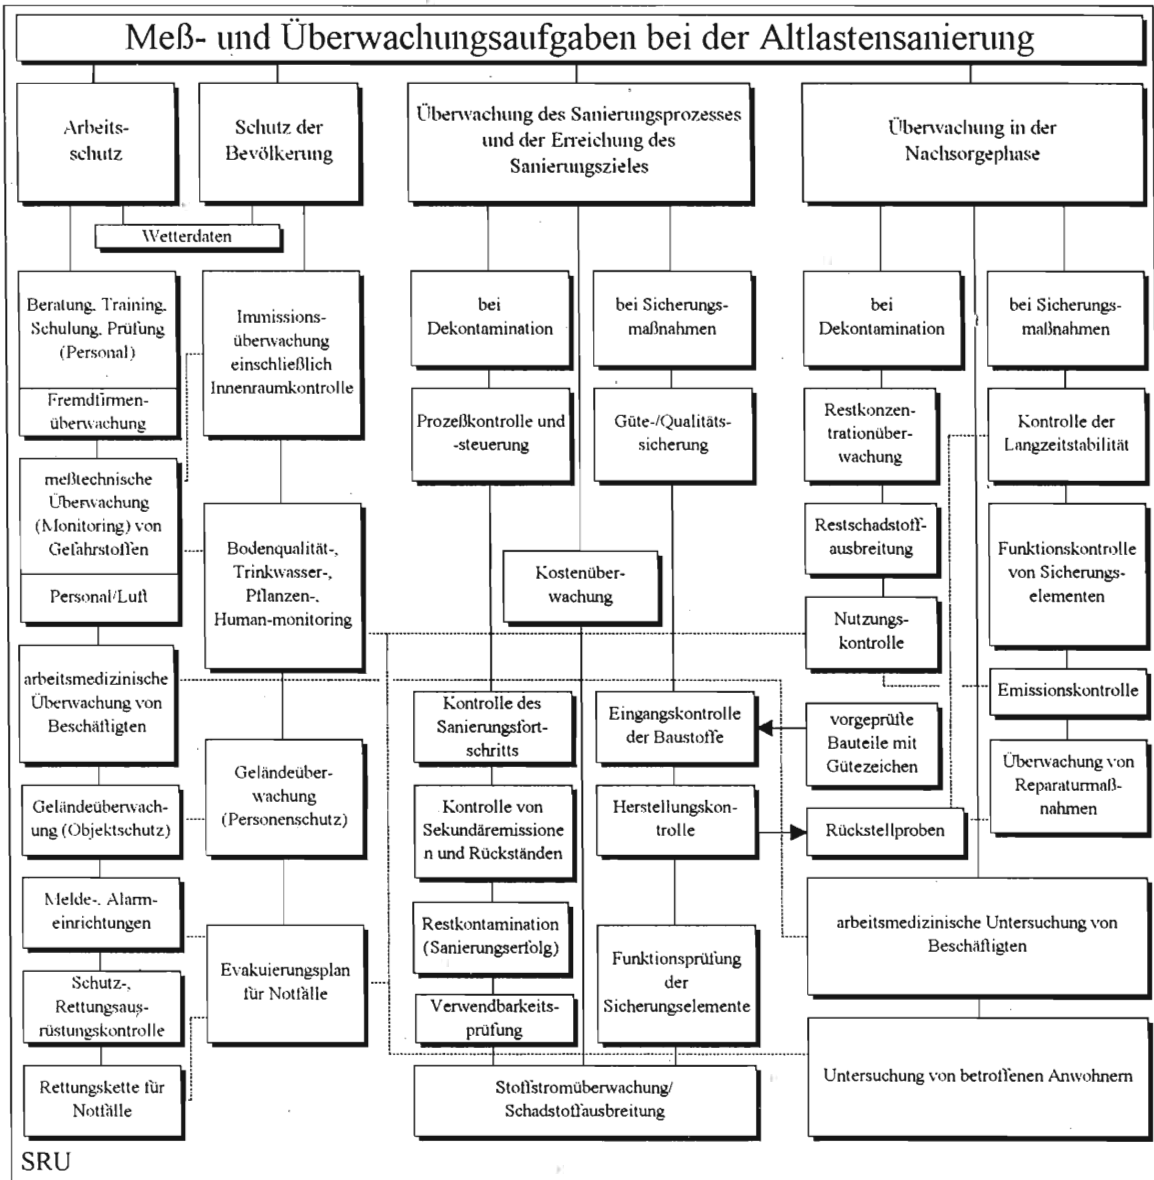 Meß- und Überwachungsaufgaben bei der Altlastensanierung
Arbeits-
schutz
Schutz der
Bevölkerung
Überwachung des Sanierungsprozesses
und der Erreichung des
Sanierungszieles
Überwachung in der
Nachsorgephase
Wetterdaten
Beratung, Training,
Schulung, Prüfung
(Personal)
Fremdfirmen-
überwachung
meßtechnische
Überwachung
(Monitoring) von
Gefahrstoffen
Personal/Luft
arbeitsmedizinische
Überwachung von
Beschäftigten
Geländeüberwach-
ung (Objektschutz)
Melde-, Alarm-
einrichtungen
Schutz-,
Rettungsaus-
rüstungskontrolle
Rettungskette für
Notfälle
Immissions-
überwachung
einschließlich
Innenraumkontrolle
Bodenqualität-,
Trinkwasser-,
Pflanzen-,
Human-monitoring
Geländeüber-
wachung
(Personenschutz)
Evakuierungsplan
für Notfälle
bei
Dekontamination
Prozeßkontrolle und
-steuerung
Kontrolle des
Sanierungsfort-
schritts
Kontrolle von
Sekundäremissione
n und Rückständen
Restkontamination
(Sanierungserfolg)
Verwendbarkeits-
prüfung
Kostenüber-
wachung
bei Sicherungs-
maßnahmen
Güte-/Qualitäts-
sicherung
Eingangskontrolle
der Baustoffe
Herstellungskon-
trolle
Funktionsprüfung
der
Sicherungselemente
Stoffstromüberwachung/
Schadstoffausbreitung
bei
Dekontamination
Restkonzen-
trationüber-
wachung
Restschadstoff-
ausbreitung
Nutzungs-
kontrolle
vorgeprüfte
Bauteile mit
Gütezeichen
Rückstellproben
bei Sicherungs-
maßnahmen
Kontrolle der
Langzeitstabilität
Funktionskontrolle
von Sicherungs-
elementen
Emissionskontrolle
Überwachung von
Reparaturmaß-
nahmen
arbeitsmedizinische Untersuchung von
Beschäftigten
Untersuchung von betroffenen Anwohnern
SRU